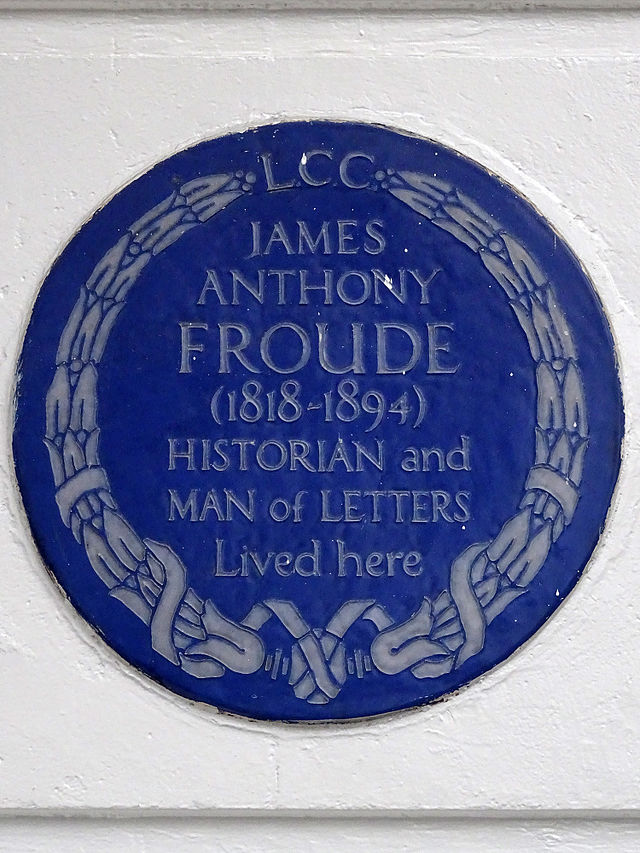 L.C.C.
JAMES
ANTHONY
FROUDE
(1818-1894)
HISTORIAN and
MAN of LETTERS
Lived here